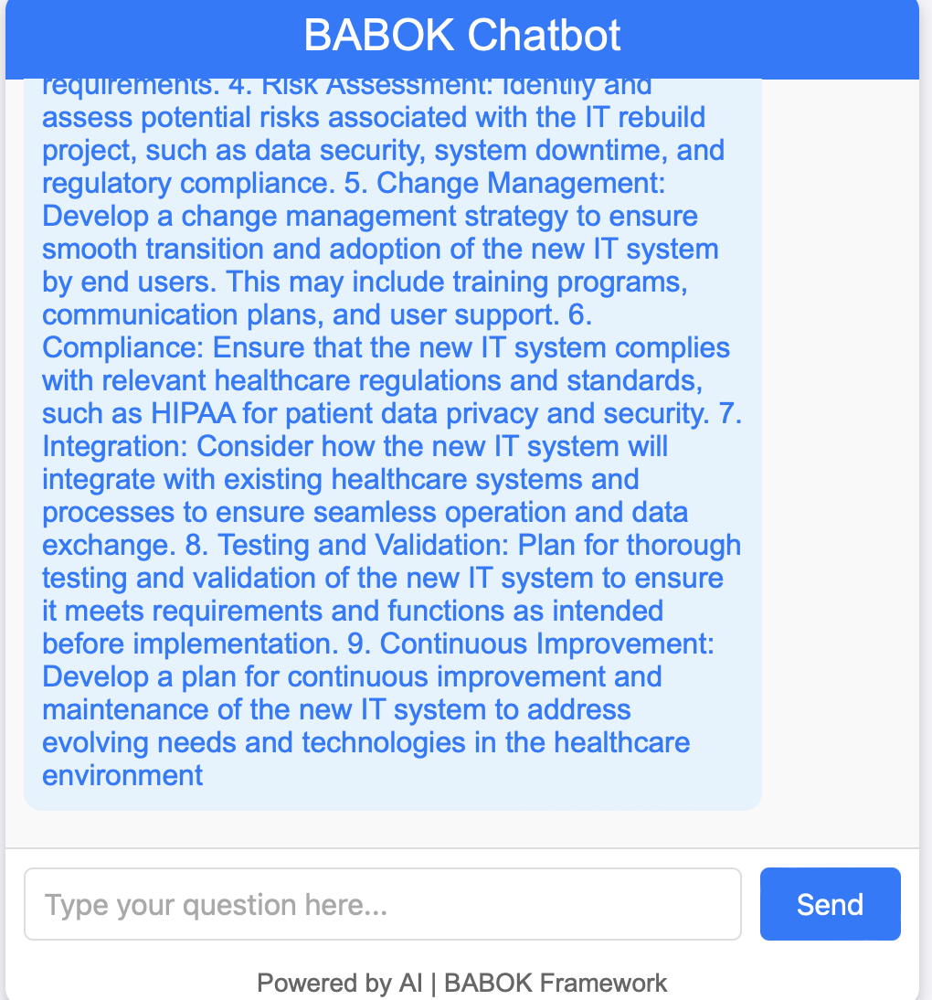 BABOK Chatbot
requirements. 4. Risk Assessment: Identify and
assess potential risks associated with the IT rebuild
project, such as data security, system downtime, and
regulatory compliance. 5. Change Management:
Develop a change management strategy to ensure
smooth transition and adoption of the new IT system
by end users. This may include training programs,
communication plans, and user support. 6.
Compliance: Ensure that the new IT system complies
with relevant healthcare regulations and standards,
such as HIPAA for patient data privacy and security. 7.
Integration: Consider how the new IT system will
integrate with existing healthcare systems and
processes to ensure seamless operation and data
exchange. 8. Testing and Validation: Plan for thorough
testing and validation of the new IT system to ensure
it meets requirements and functions as intended
before implementation. 9. Continuous Improvement:
Develop a plan for continuous improvement and
maintenance of the new IT system to address
evolving needs and technologies in the healthcare
environment
Type your question here...
Send
Powered by AI | BABOK Framework